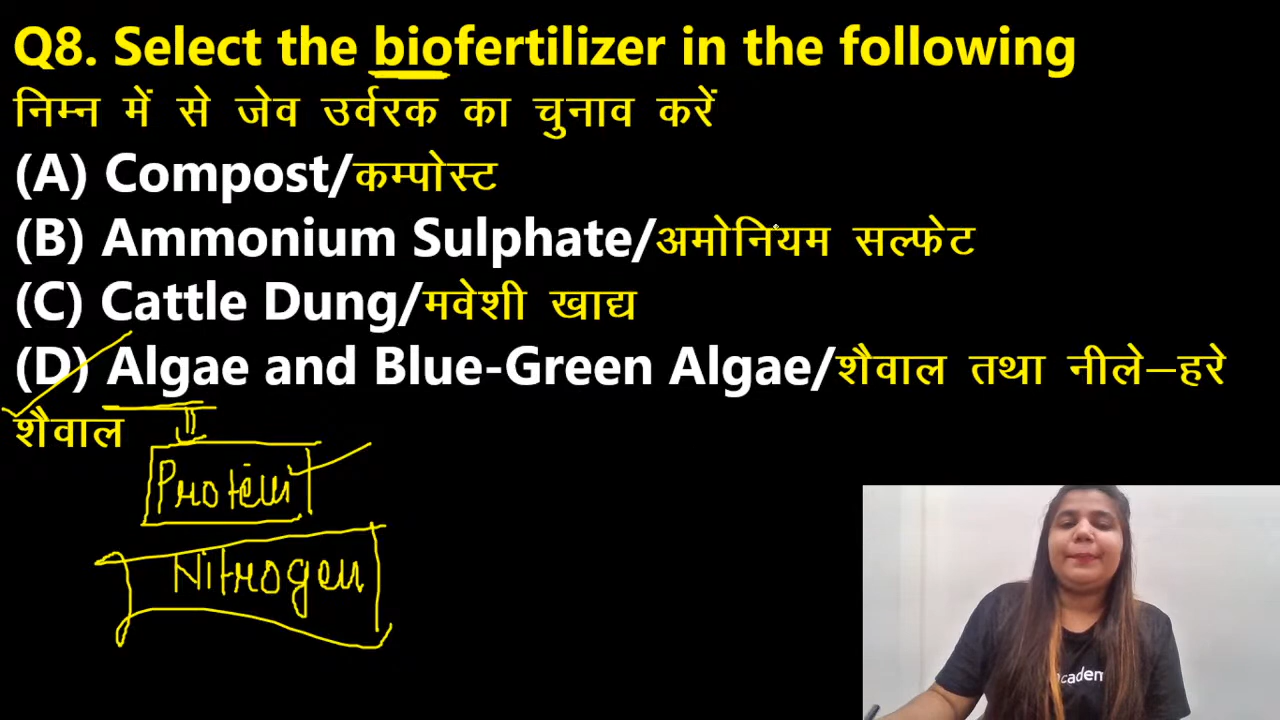 Q8. Select the biofertilizer in the following
निम्न में से जेव उर्वरक का चुनाव करें
(A) Compost/कम्पोस्ट
(B) Ammonium Sulphate/अमोनियम सल्फेट
(C) Cattle Dung/मवेशी खाद्य
(D) Algae and Blue-Green Algae/शैवाल तथा नीले–हरे
शैवाल
Protein
Nitrogen
cadem